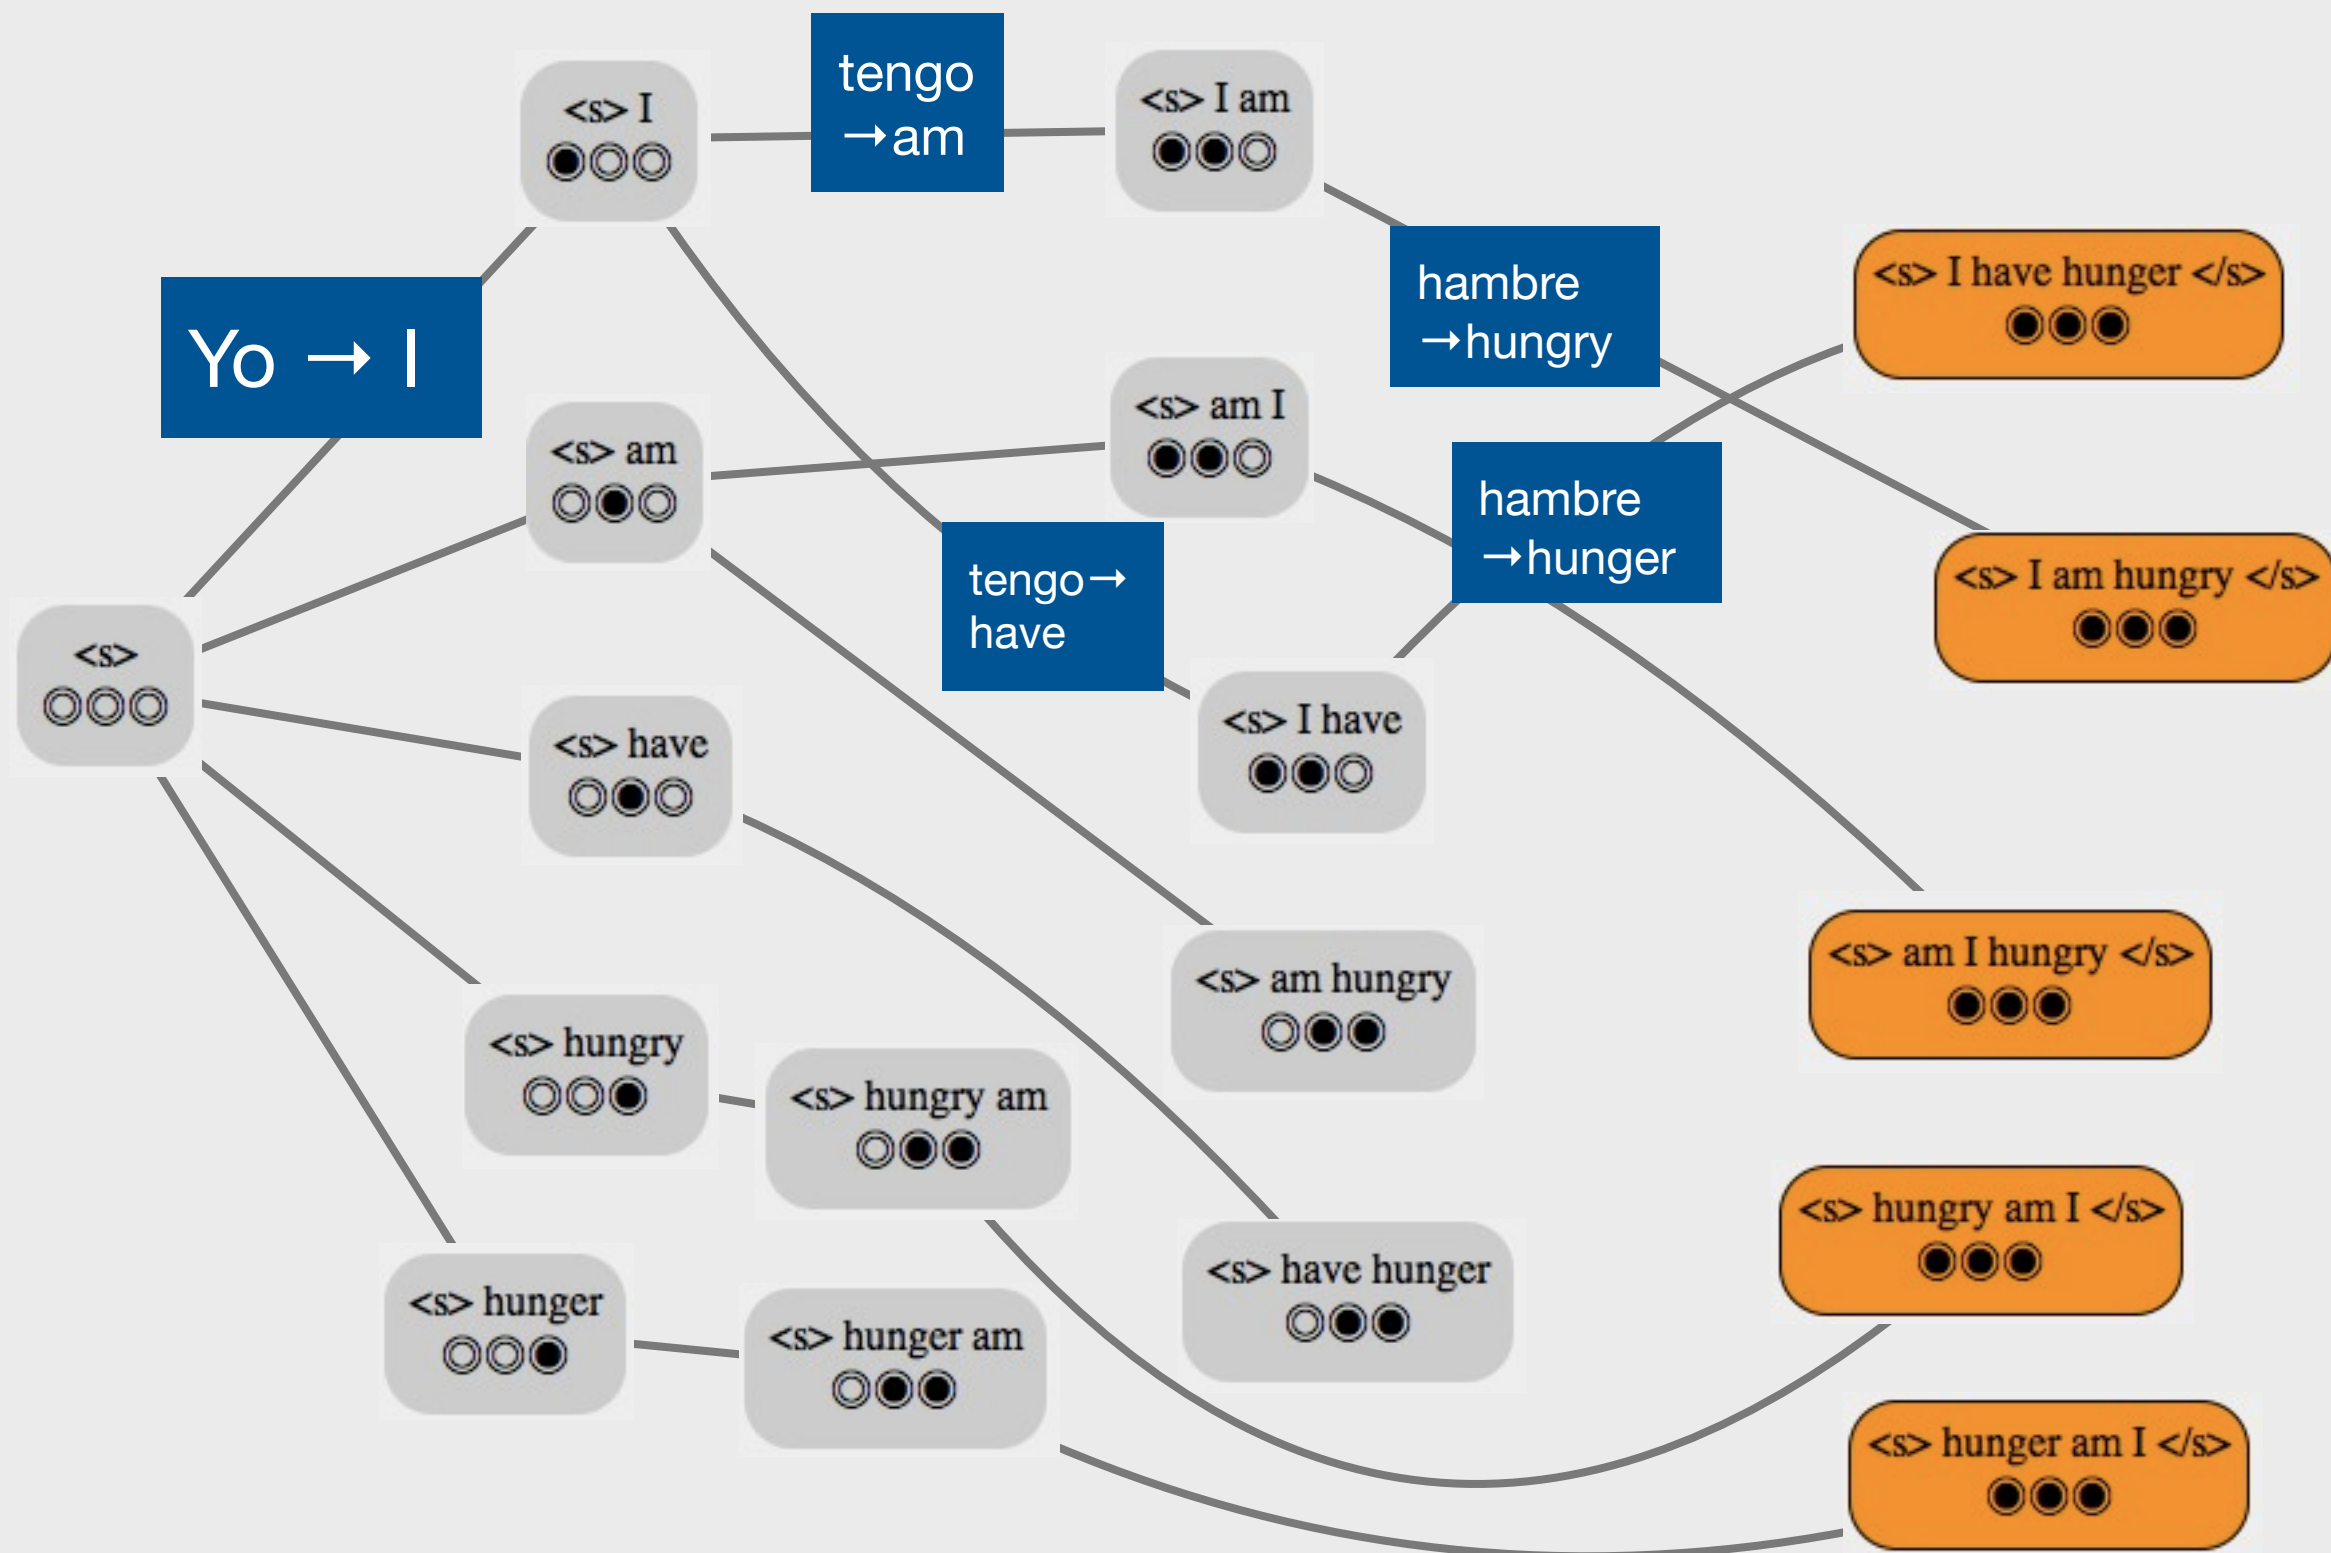 <s> I
tengo
→am
<s> I am
hambre
→hungry
<s> I have hunger </s>
Yo → I
<s> am
<s> am I
hambre
→hunger
tengo→
have
<s> I am hungry </s>
<s>
<s> have
<s> I have
<s> am hungry
<s> am I hungry </s>
<s> hungry
<s> hungry am
<s> hungry am I </s>
<s> hunger
<s> hunger am
<s> have hunger
<s> hunger am I </s>